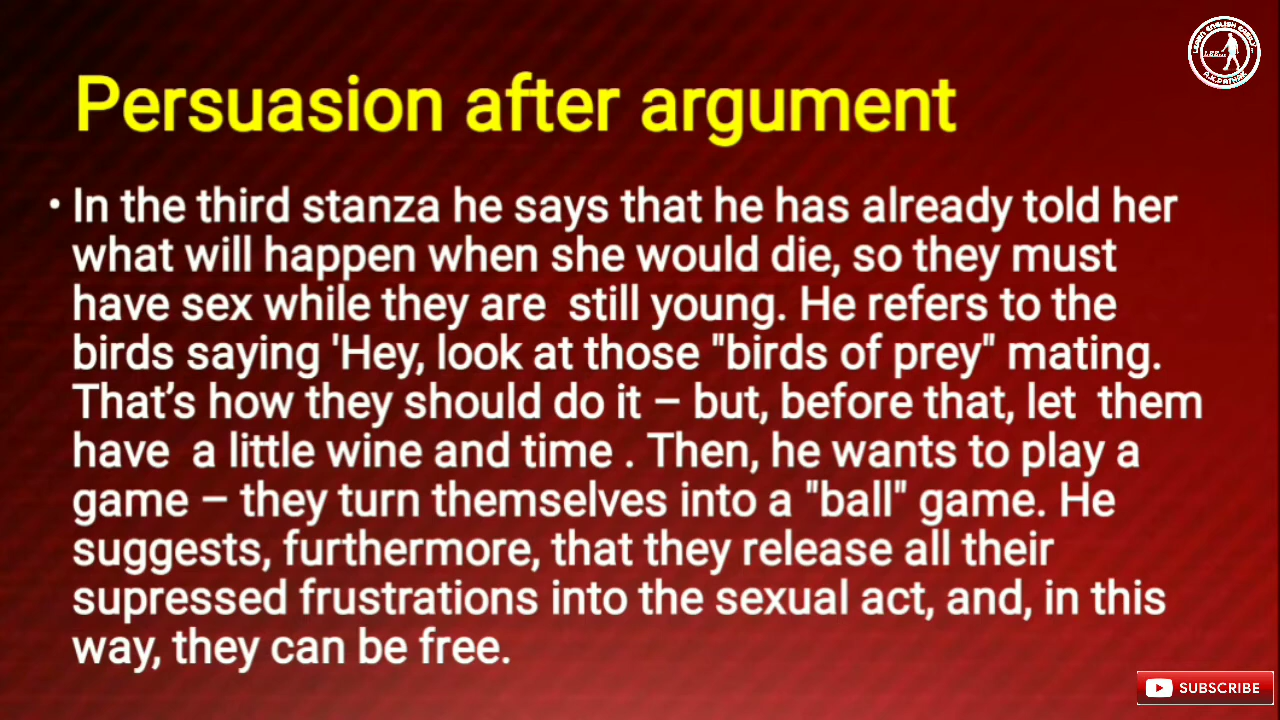 Persuasion after argument
• In the third stanza he says that he has already told her
what will happen when she would die, so they must
have sex while they are  still young. He refers to the
birds saying 'Hey, look at those "birds of prey" mating.
That’s how they should do it – but, before that, let  them
have  a little wine and time . Then, he wants to play a
game – they turn themselves into a "ball" game. He
suggests, furthermore, that they release all their
supressed frustrations into the sexual act, and, in this
way, they can be free.
LEARN ENGLISH EASILY
SUBSCRIBE